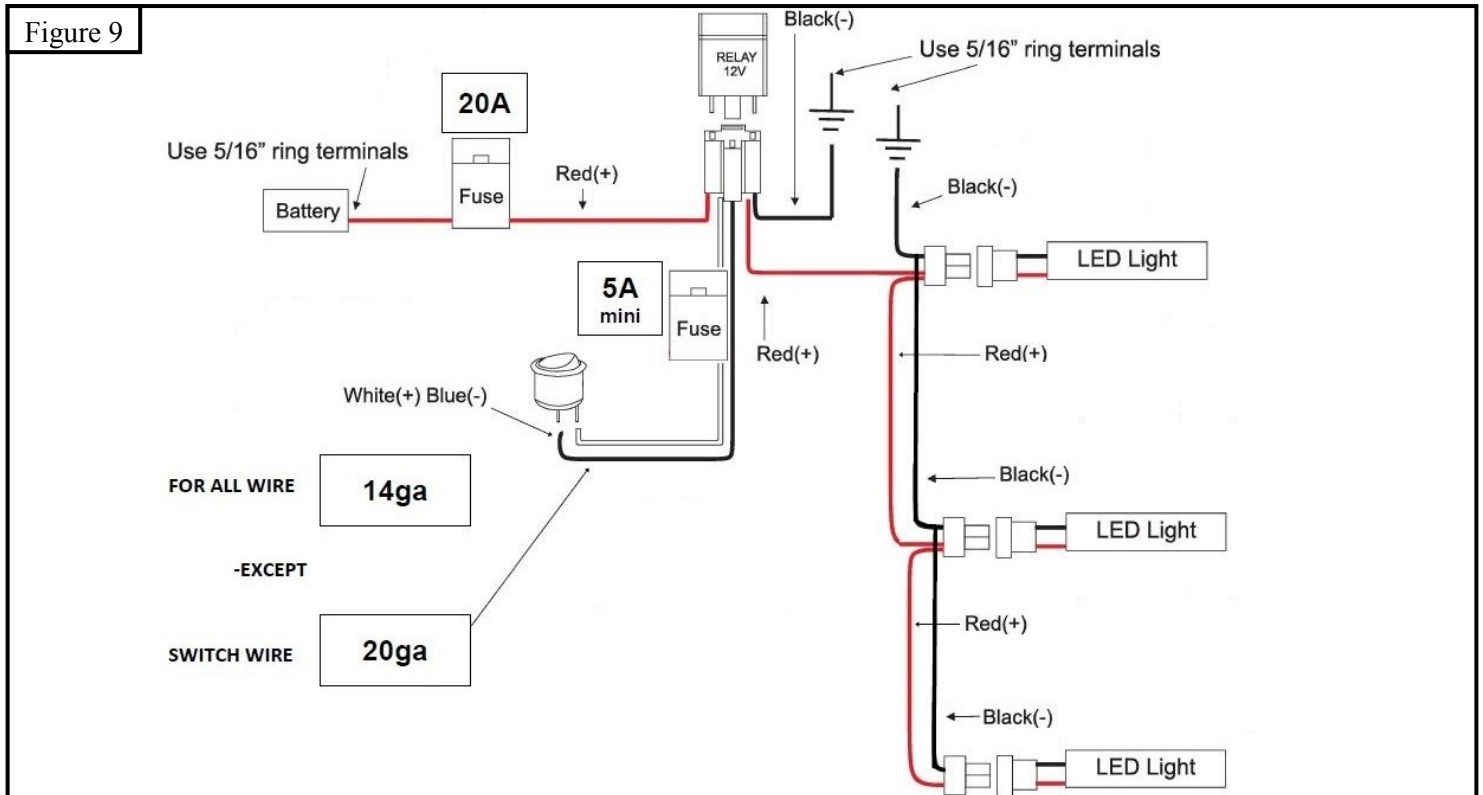 Figure 9
Black(-)
RELAY
12V
Use 5/16” ring terminals
20A
Use 5/16” ring terminals
Fuse
Red(+)
Battery
Black(-)
LED Light
5A
mini
Fuse
Red(+)
Red(+)
White(+) Blue(-)
FOR ALL WIRE
14ga
Black(-)
LED Light
-EXCEPT
SWITCH WIRE
20ga
Red(+)
Black(-)
LED Light